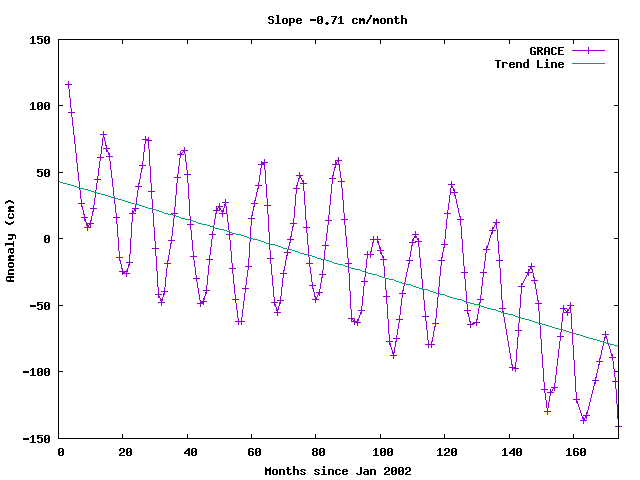 Slope -0.71 cm/month
GRACE
Trend Line
150
100
50
0
-50
-100
-150
Anomaly (cm)
0 20 40 60 80 100 120 140 160
Months since Jan 2002